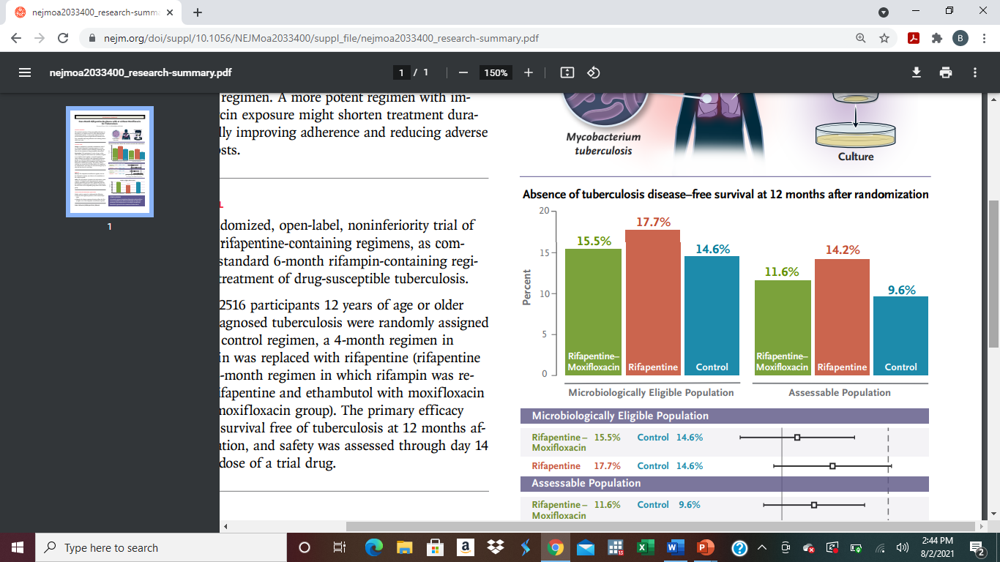 nejmoa2033400_research-summa
nejm.org/doi/suppl/10.1056/NEJMoa2033400/suppl_file/nejmoa2033400_research-summary.pdf
B
nejmoa2033400_research-summary.pdf
1 / 1
150%
1
regimen. A more potent regimen with im-
cin exposure might shorten treatment dura-
lly improving adherence and reducing adverse
osts.
domized, open-label, noninferiority trial of
rifapentine-containing regimens, as com-
standard 6-month rifampin-containing regi-
treatment of drug-susceptible tuberculosis.
2516 participants 12 years of age or older
agnosed tuberculosis were randomly assigned
control regimen, a 4-month regimen in
in was replaced with rifapentine (rifapentine
-month regimen in which rifampin was re-
ifapentine and ethambutol with moxifloxacin
moxifloxacin group). The primary efficacy
survival free of tuberculosis at 12 months af-
ation, and safety was assessed through day 14
dose of a trial drug.
Mycobacterium
tuberculosis
Culture
Absence of tuberculosis disease–free survival at 12 months after randomization
Percent
20
15
10
5
0
15.5%
17.7%
14.6%
11.6%
14.2%
9.6%
Rifapentine–
Moxifloxacin
Rifapentine
Control
Rifapentine–
Moxifloxacin
Rifapentine
Control
Microbiologically Eligible Population
Assessable Population
Microbiologically Eligible Population
Rifapentine – 15.5% Control 14.6%
Moxifloxacin
Rifapentine 17.7% Control 14.6%
Assessable Population
Rifapentine – 11.6% Control 9.6%
Moxifloxacin
Type here to search
2:44 PM
8/2/2021
2